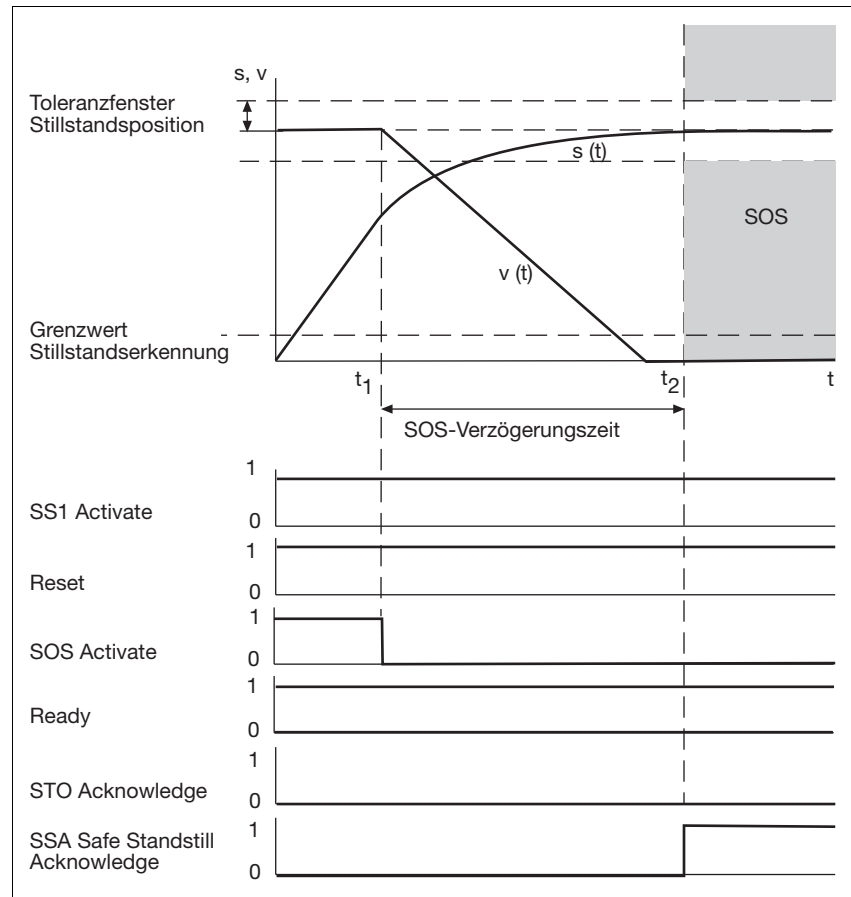 s, v
Toleranzfenster
Stillstandsposition
s (t)
SOS
v (t)
Grenzwert
Stillstandserkennung
t1
t2
t
SOS-Verzögerungszeit
1
SS1 Activate
0
1
Reset
0
1
SOS Activate
0
1
Ready
0
1
STO Acknowledge
0
1
SSA Safe Standstill
Acknowledge
0